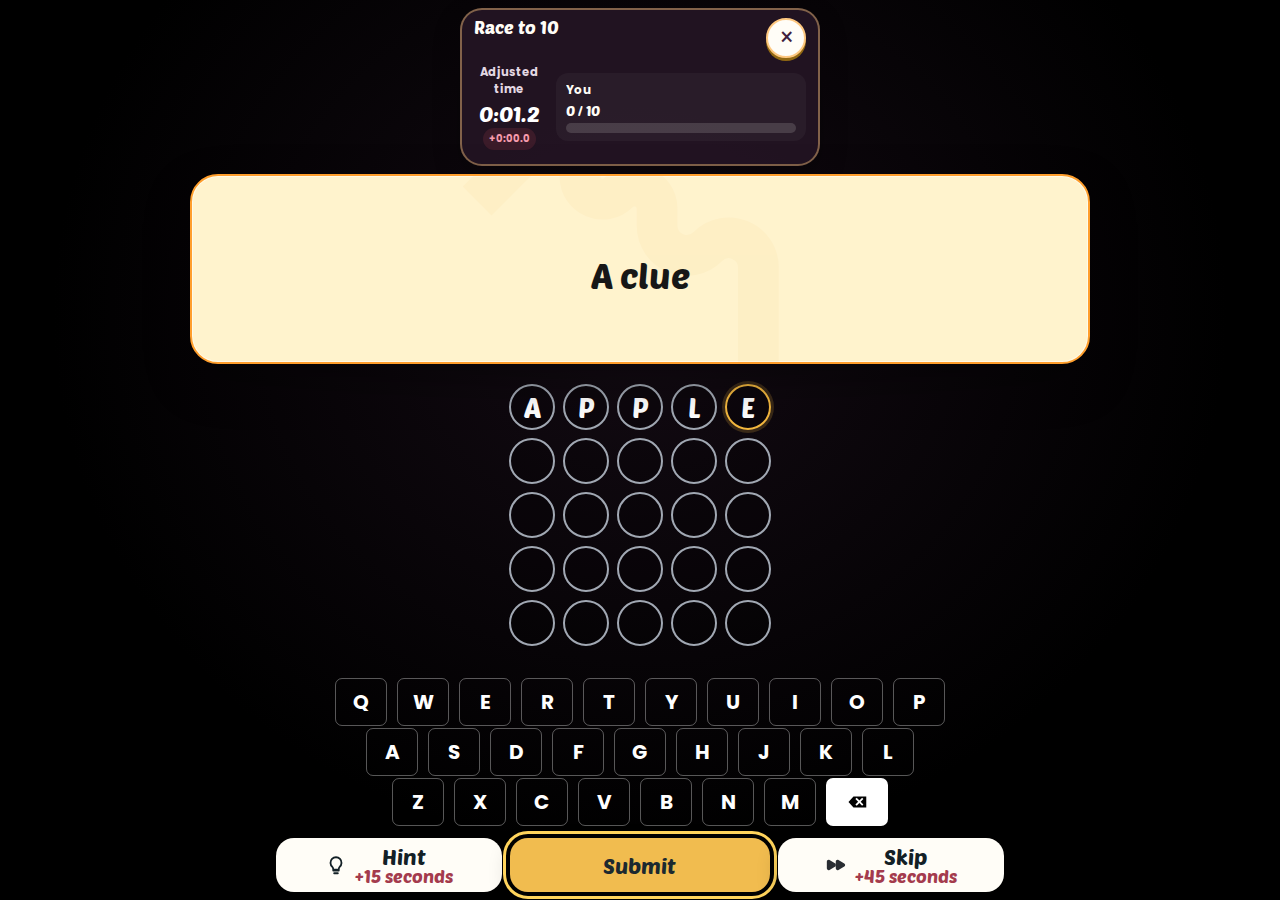 Race to 10
×
Adjusted
time
0:01.2
+0:00.0
You
0 / 10
A clue
A P P L E
Q W E R T Y U I O P
A S D F G H J K L
Z X C V B N M
Hint
+15 seconds
Submit
Skip
+45 seconds